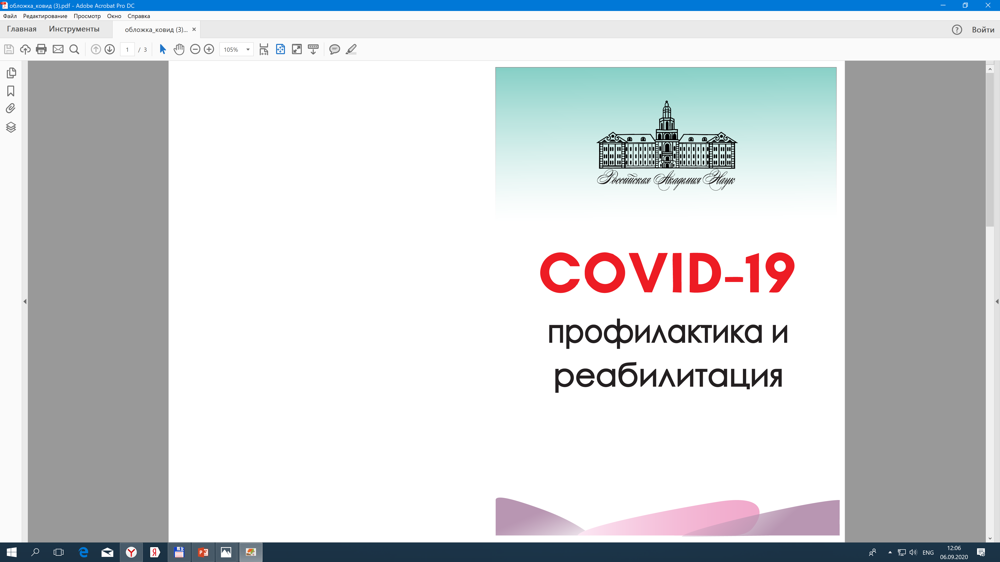 обложка_ковид (3).pdf - Adobe Acrobat Pro DC
Файл Редактирование Просмотр Окно Справка
Главная Инструменты обложка_ковид (3)... × ? Войти
1 / 3 105%
Российская Академия Наук
COVID-19
профилактика и
реабилитация
ENG
12:06
06.09.2020